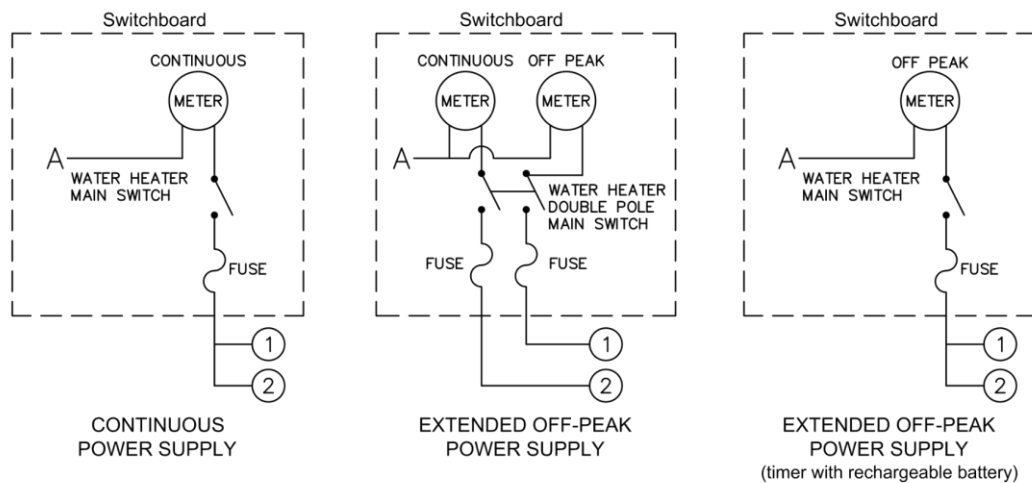 Switchboard
CONTINUOUS
METER
A
WATER HEATER
MAIN SWITCH
FUSE
1
2
CONTINUOUS
POWER SUPPLY
Switchboard
CONTINUOUS OFF PEAK
METER METER
A
WATER HEATER
DOUBLE POLE
MAIN SWITCH
FUSE FUSE
1
2
EXTENDED OFF-PEAK
POWER SUPPLY
Switchboard
OFF PEAK
METER
A
WATER HEATER
MAIN SWITCH
FUSE
1
2
EXTENDED OFF-PEAK
POWER SUPPLY
(timer with rechargeable battery)